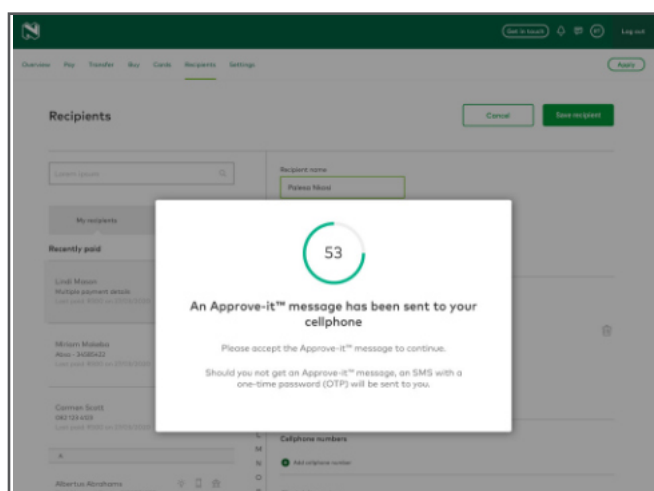 Get in touch
Log out
Overview Pay Transfer Buy Cards Recipients Settings
Apply
Recipients
Cancel
Save recipient
Recipient name
Palesa Nkosi
My recipients
Recently paid
Lindi Matson
Multiple payment details
Miriam Malaba
Carmen Scott
53
An Approve-it™ message has been sent to your
cellphone
Please accept the Approve-it™ message to continue.
Should you not get an Approve-it™ message, an SMS with a
one-time password (OTP) will be sent to you.
L
M
N
O
Cellphone numbers
Add cellphone number
A
Albertus Abrahams